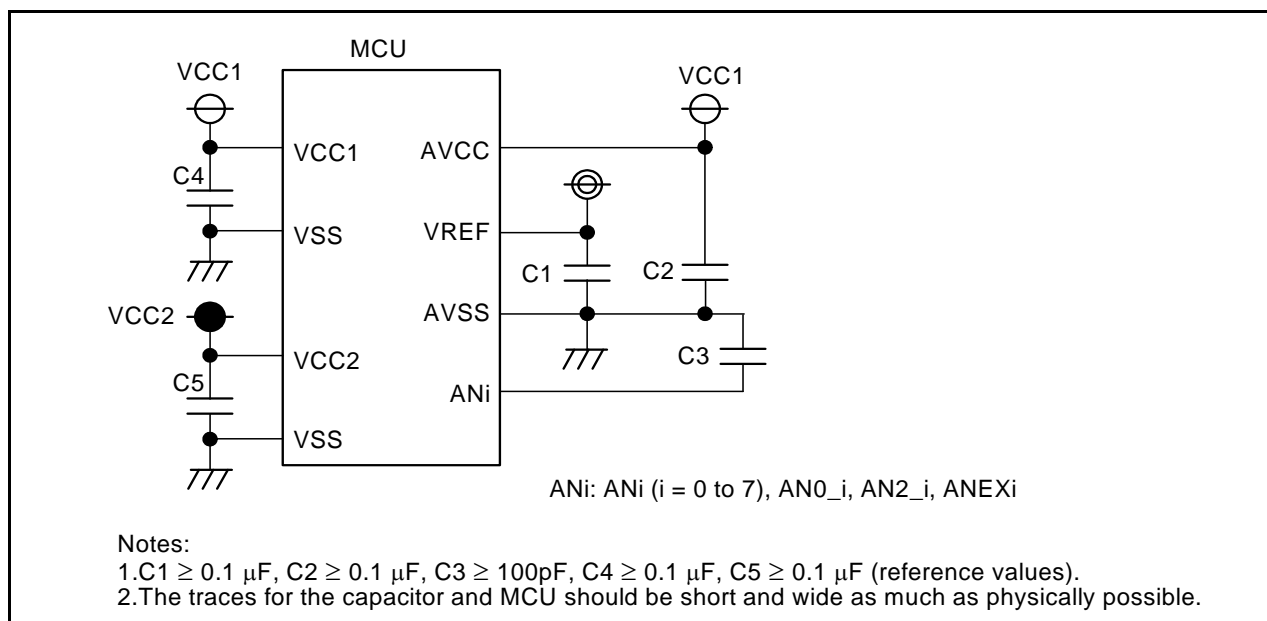 MCU
VCC1
VCC1
VCC1
AVCC
C4
VSS
VREF
C1
C2
VCC2
AVSS
C3
VCC2
C5
ANi
VSS
ANi: ANi (i = 0 to 7), AN0_i, AN2_i, ANEXi
Notes:
1.C1 ≥ 0.1 μF, C2 ≥ 0.1 μF, C3 ≥ 100pF, C4 ≥ 0.1 μF, C5 ≥ 0.1 μF (reference values).
2.The traces for the capacitor and MCU should be short and wide as much as physically possible.